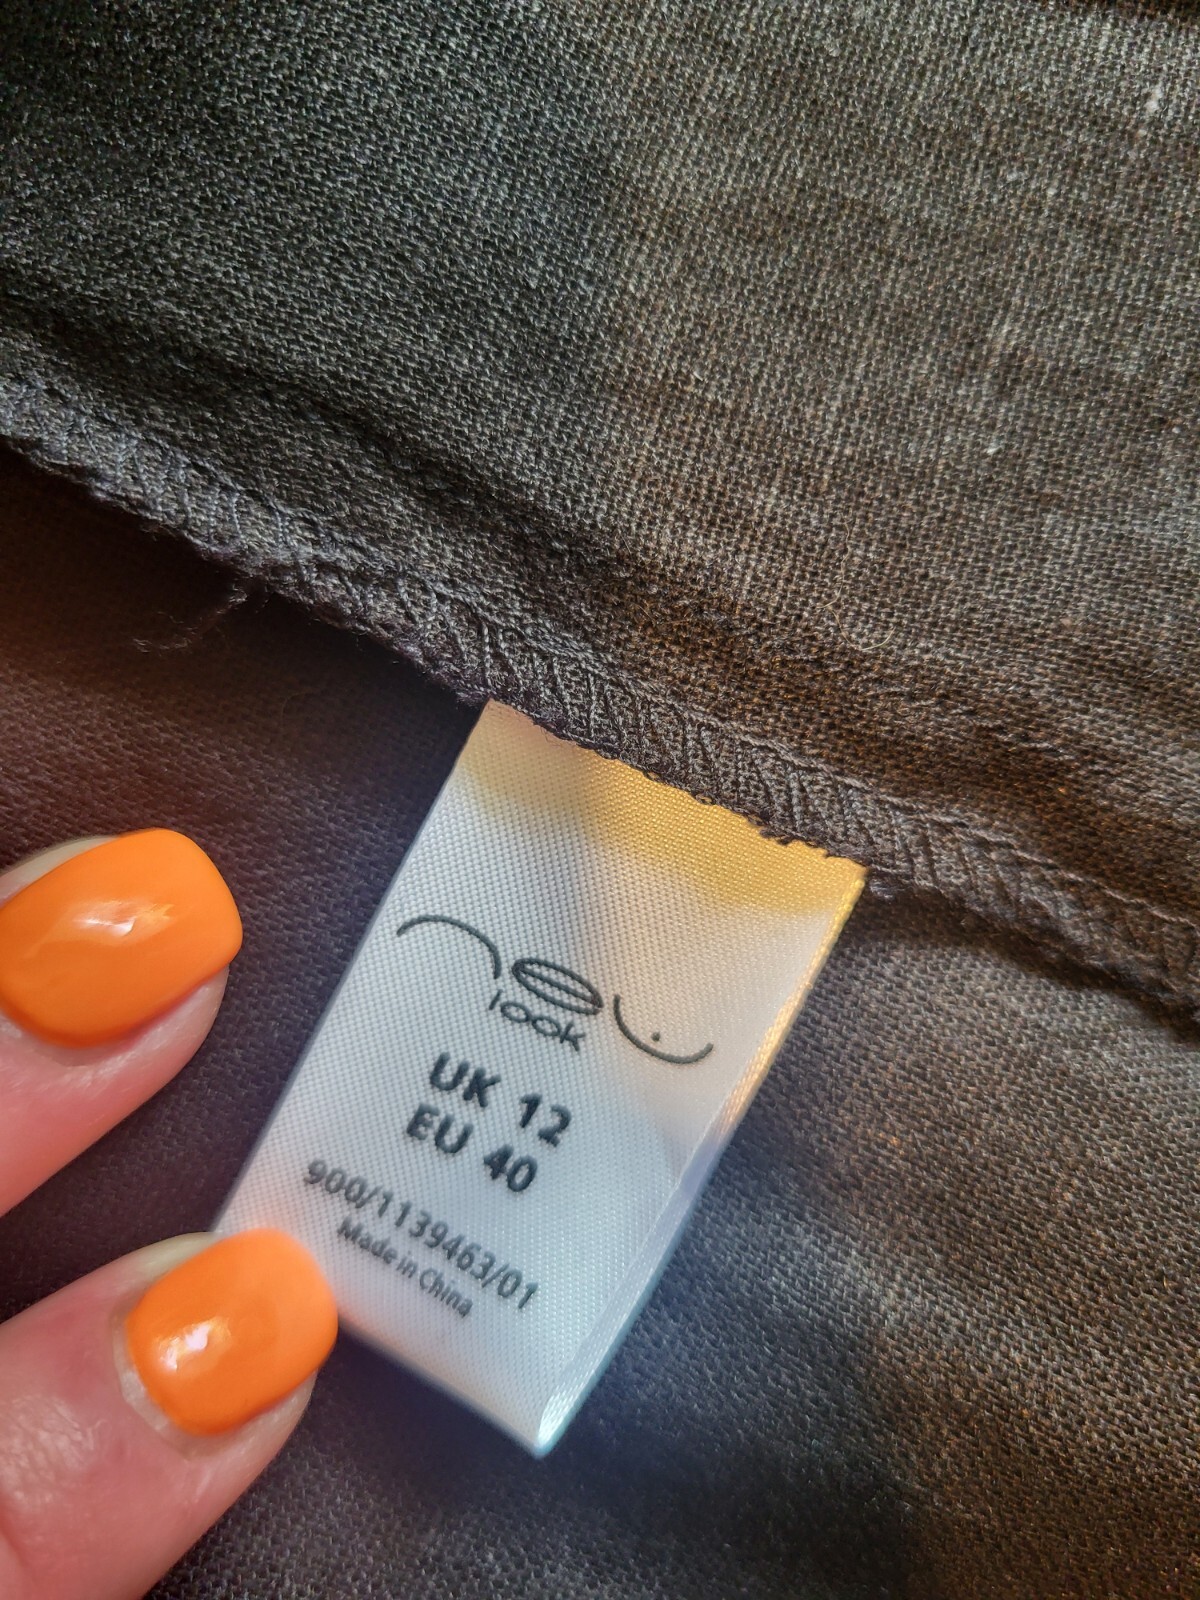 new
look
UK 12
EU 40
900/1139463/01
Made in China